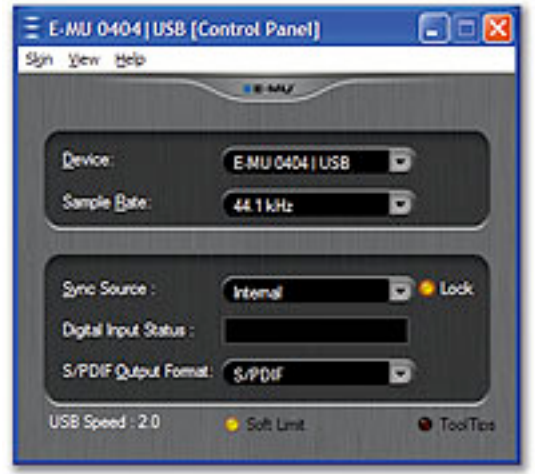 E-MU 0404 | USB [Control Panel]
Skin View Help
E-MU
Device: E-MU 0404 | USB
Sample Rate: 44.1 kHz
Sync Source : Internal Lock
Digital Input Status :
S/PDIF Output Format: S/PDIF
USB Speed : 2.0 Soft Limit ToolTips